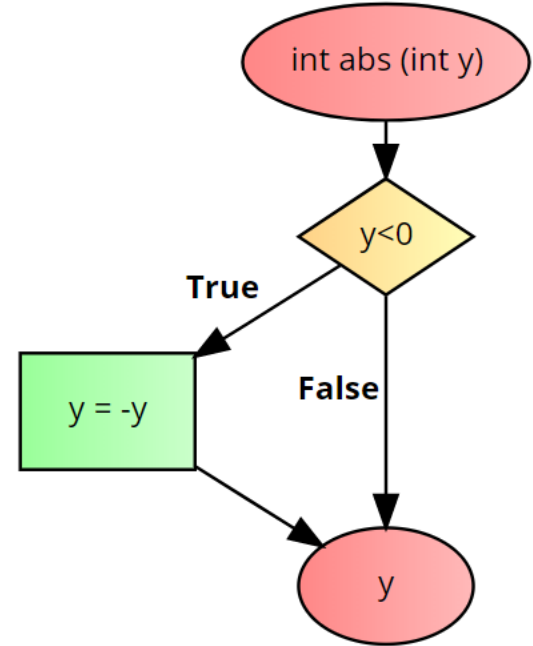 int abs (int y)
y<0
True
False
y = -y
y